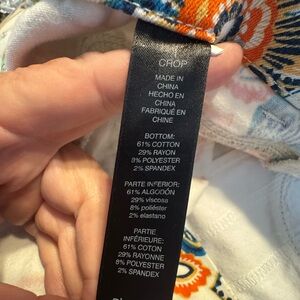 CROP
MADE IN
CHINA
HECHO EN
CHINA
FABRIQUÉ EN
CHINE
BOTTOM:
61% COTTON
29% RAYON
8% POLYESTER
2% SPANDEX
PARTE INFERIOR:
61% ALGODÓN
29% viscosa
8% poliéster
2% elastano
PARTIE
INFÉRIEURE:
61% COTON
29% RAYONNE
8% POLYESTER
2% SPANDEX